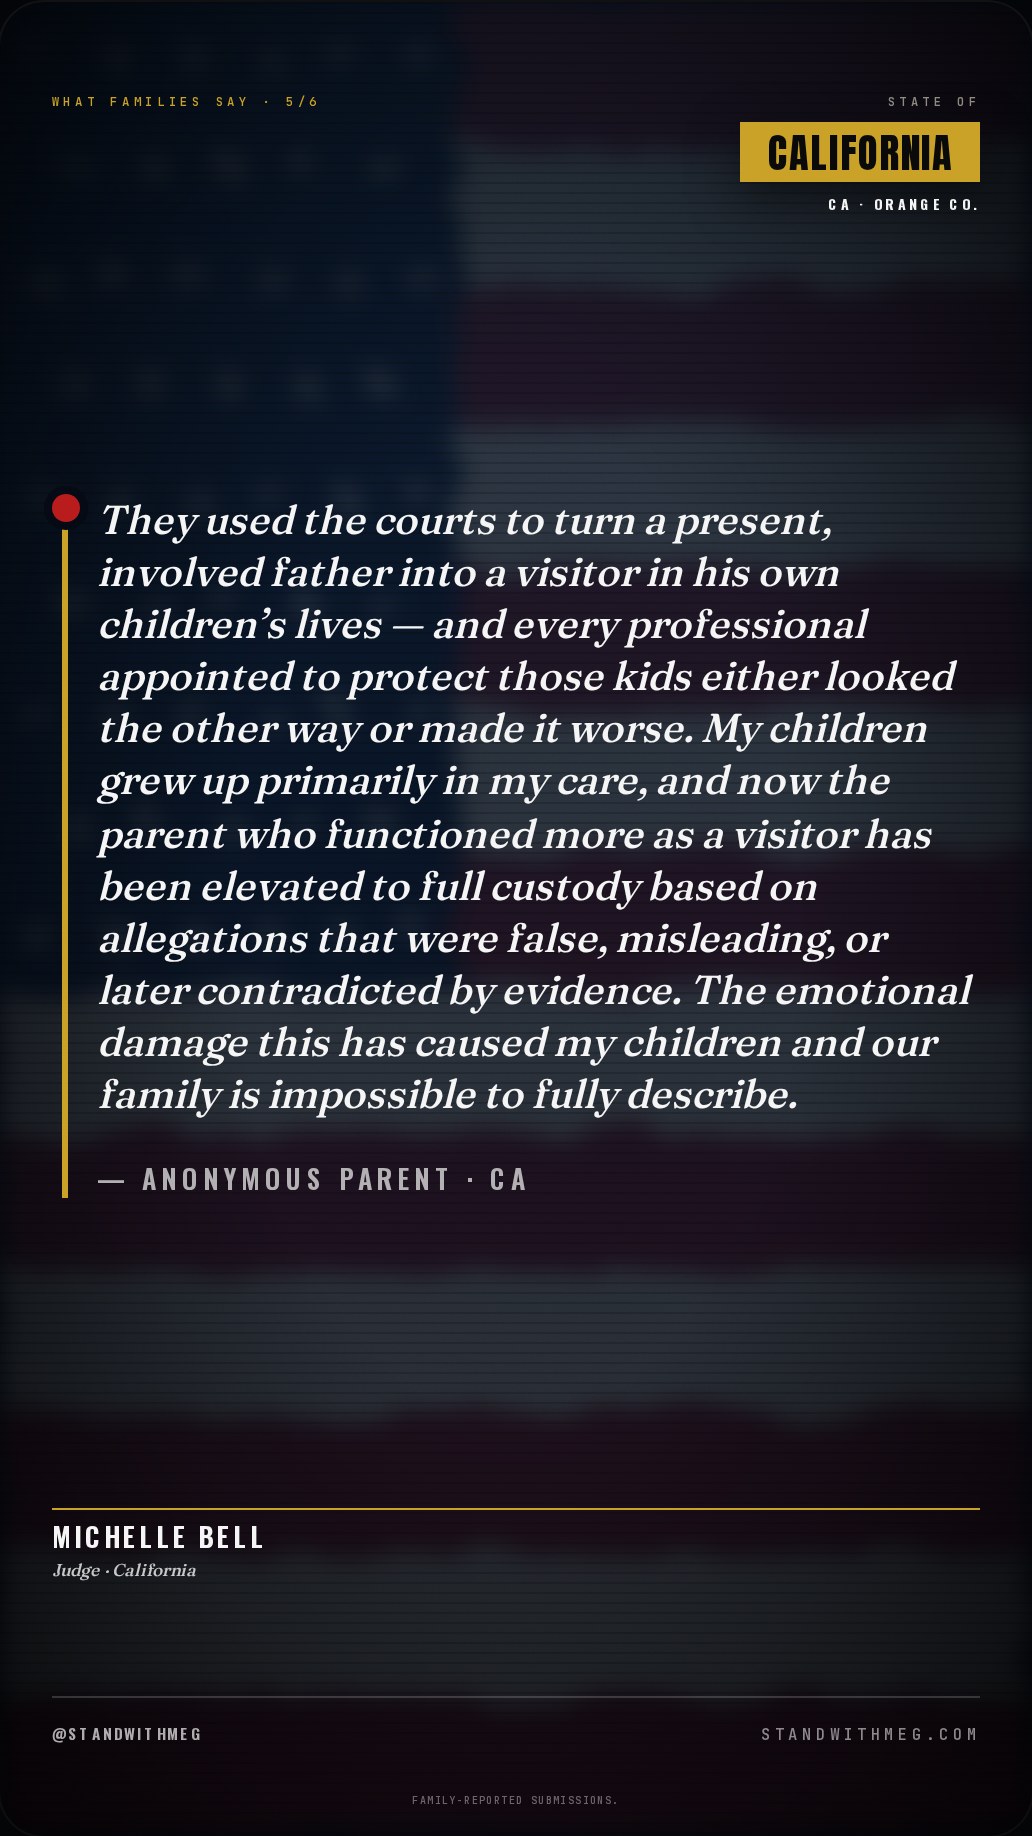 WHAT FAMILIES SAY · 5/6
STATE OF
CALIFORNIA
CA · ORANGE CO.
They used the courts to turn a present,
involved father into a visitor in his own
children’s lives — and every professional
appointed to protect those kids either looked
the other way or made it worse. My children
grew up primarily in my care, and now the
parent who functioned more as a visitor has
been elevated to full custody based on
allegations that were false, misleading, or
later contradicted by evidence. The emotional
damage this has caused my children and our
family is impossible to fully describe.
— ANONYMOUS PARENT · CA
MICHELLE BELL
Judge · California
@STANDWITHMEG
STANDWITHMEG.COM
FAMILY-REPORTED SUBMISSIONS.